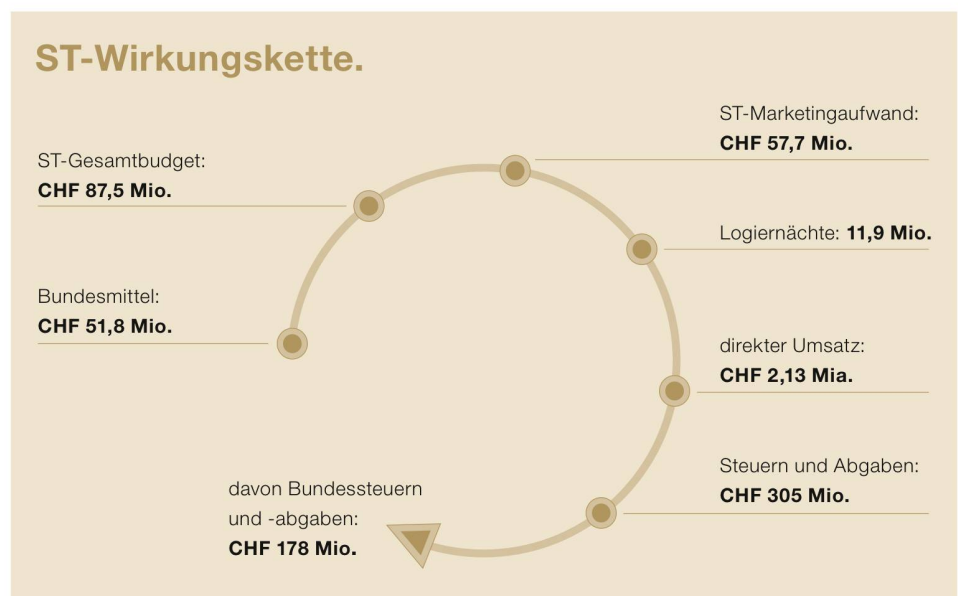 ST-Wirkungskette.
Bundesmittel:
CHF 51,8 Mio.
ST-Gesamtbudget:
CHF 87,5 Mio.
ST-Marketingaufwand:
CHF 57,7 Mio.
Logiernächte: 11,9 Mio.
direkter Umsatz:
CHF 2,13 Mia.
Steuern und Abgaben:
CHF 305 Mio.
davon Bundessteuern
und -abgaben:
CHF 178 Mio.